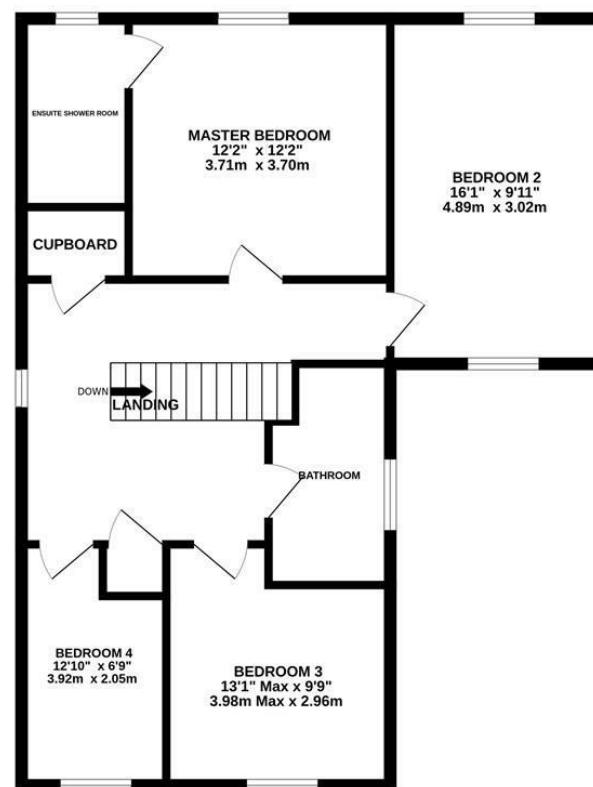 ENSUITE SHOWER ROOM
MASTER BEDROOM
12'2" x 12'2"
3.71m x 3.70m
BEDROOM 2
16'1" x 9'11"
4.89m x 3.02m
CUPBOARD
DOWN
LANDING
BATHROOM
BEDROOM 4
12'10" x 6'9"
3.92m x 2.05m
BEDROOM 3
13'1" Max x 9'9"
3.98m Max x 2.96m